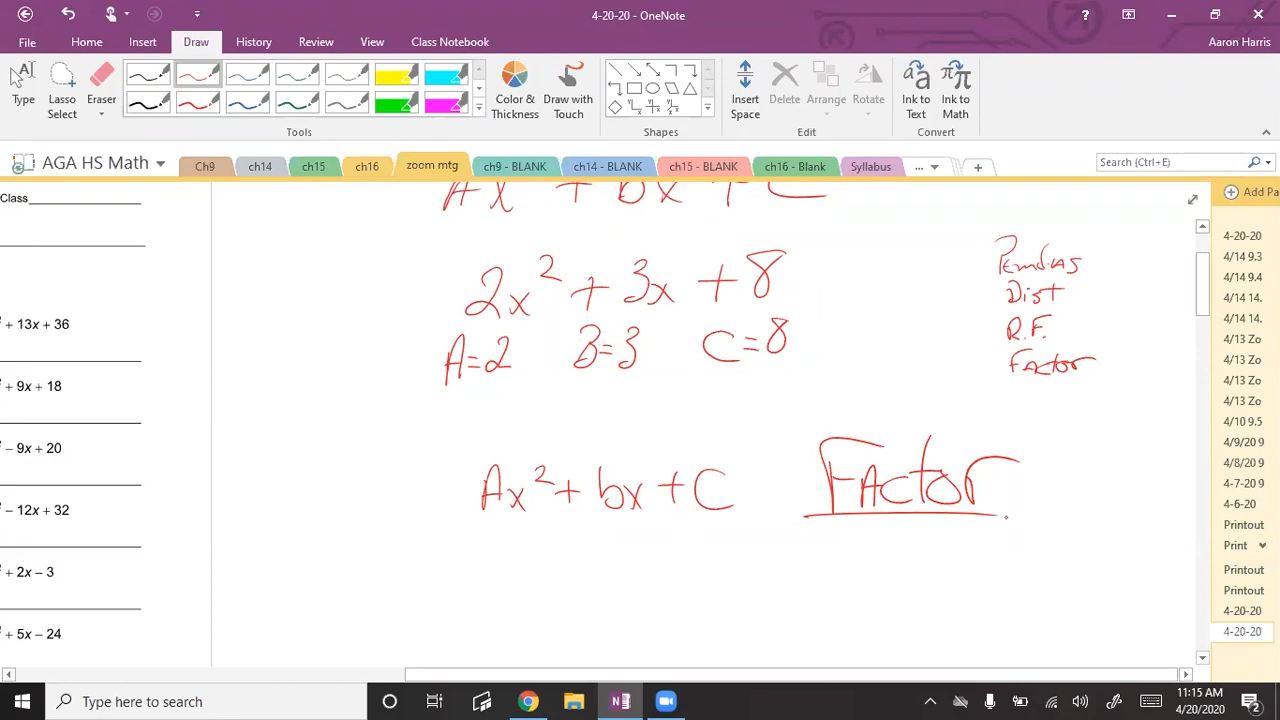 4-20-20 - OneNote
Aaron Harris
File Home Insert Draw History Review View Class Notebook
Type
Lasso Select
Eraser
Color & Thickness
Draw with Touch
Insert Space
Delete
Arrange
Rotate
Ink to Text
Ink to Math
Tools Shapes Edit Convert
AGA HS Math Ch9 ch14 ch15 ch16 zoom mtg ch9 - BLANK ch14 - BLANK ch15 - BLANK ch16 - Blank Syllabus ... + Search (Ctrl+E)
Add Pa
Class
Ax + bx + C
2x² + 3x + 8
A=2 B=3 C=8
Pemdas
Dist
R.F.
Factor
Ax² + bx + C Factor
+ 13x + 36
+ 9x + 18
− 9x + 20
− 12x + 32
+ 2x − 3
+ 5x − 24
4-20-20
4/14 9.3
4/14 9.4
4/14 14.
4/14 14.
4/13 Zo
4/13 Zo
4/13 Zo
4/13 Zo
4/10 9.5
4/9/20 9
4/8/20 9
4-7-20 9
4-6-20
Printout
Print
Printout
Printout
4-20-20
4-20-20
Type here to search
11:15 AM
4/20/2020
2